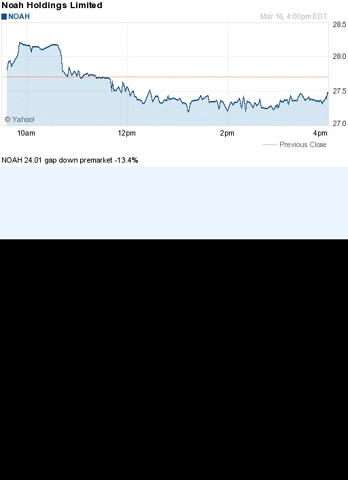 Noah Holdings Limited
NOAH
Mar 16, 4:00pm EDT
28.5
28.0
27.5
27.0
© Yahoo!
10am 12pm 2pm 4pm
Previous Close
NOAH 24.01 gap down premarket -13.4%